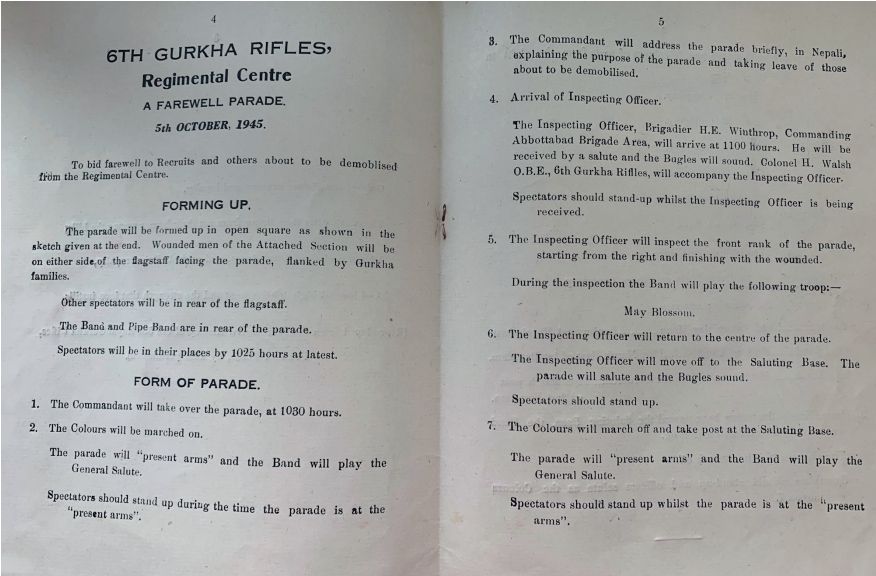 4
6TH GURKHA RIFLES,
Regimental Centre
A FAREWELL PARADE.
5th OCTOBER, 1945.
To bid farewell to Recruits and others about to be demoblised
from the Regimental Centre.
FORMING UP.
The parade will be formed up in open square as shown in the
sketch given at the end. Wounded men of the Attached Section will be
on either side of the flagstaff facing the parade, flanked by Gurkha
families.
Other spectators will be in rear of the flagstaff.
The Band and Pipe Band are in rear of the parade.
Spectators will be in their places by 1025 hours at latest.
FORM OF PARADE.
1. The Commandant will take over the parade, at 1030 hours.
2. The Colours will be marched on.
The parade will "present arms" and the Band will play the
General Salute.
Spectators should stand up during the time the parade is at the
"present arms".
5
3. The Commandant will address the parade briefly, in Nepali,
explaining the purpose of the parade and taking leave of those
about to be demobilised.
4. Arrival of Inspecting Officer.
The Inspecting Officer, Brigadier H.E. Winthrop, Commanding
Abbottabad Brigade Area, will arrive at 1100 hours. He will be
received by a salute and the Bugles will sound. Colonel H. Walsh
O.B.E., 6th Gurkha Riflles, will accompany the Inspecting Officer.
Spectators should stand-up whilst the Inspecting Officer is being
received.
5. The Inspecting Officer will inspect the front rank of the parade,
starting from the right and finishing with the wounded.
During the inspection the Band will play the following troop:—
May Blossom.
6. The Inspecting Officer will return to the centre of the parade.
The Inspecting Officer will move off to the Saluting Base. The
parade will salute and the Bugles sound.
Spectators should stand up.
7. The Colours will march off and take post at the Saluting Base.
The parade will "present arms" and the Band will play the
General Salute.
Spectators should stand up whilst the parade is at the "present
arms".